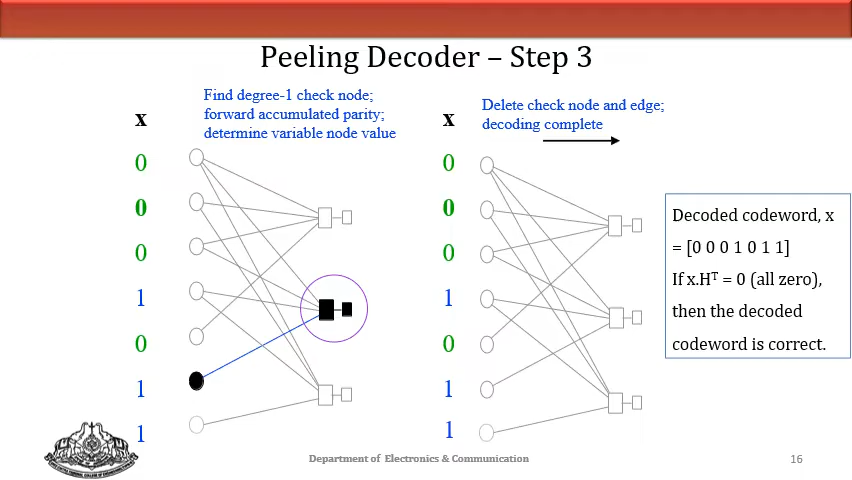 Peeling Decoder – Step 3
Find degree-1 check node;
forward accumulated parity;
determine variable node value
x
0
0
0
1
0
1
1
Delete check node and edge;
decoding complete
x
0
0
0
1
0
1
1
Decoded codeword, x
= [0 0 0 1 0 1 1]
If x.Hᵀ = 0 (all zero),
then the decoded
codeword is correct.
Department of Electronics & Communication
16